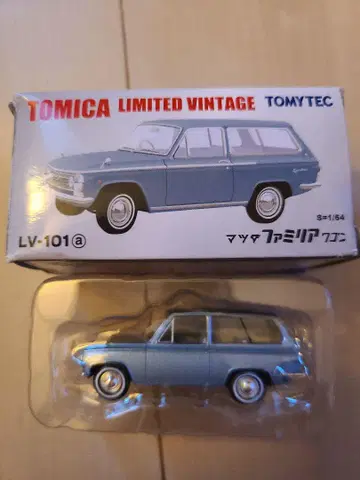 TOMICA LIMITED VINTAGE TOMYTEC
S=1/64
LV-101ⓐ マツダ ファミリア ワゴン